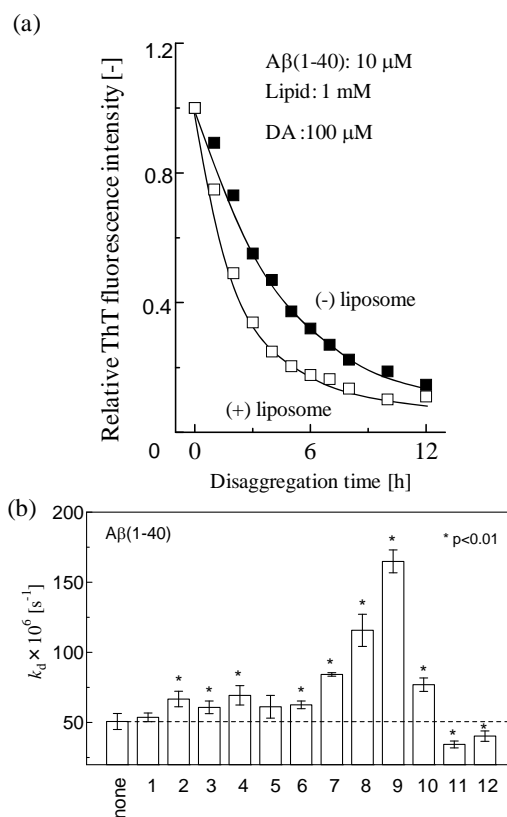 (a)
1.2
0.8
0.4
0
Relative ThT fluorescence intensity [-]
Aβ(1-40): 10 μM
Lipid: 1 mM
DA :100 μM
(-) liposome
(+) liposome
0 6 12
Disaggregation time [h]
(b)
200
150
100
50
k_d × 10^6 [s^-1]
Aβ(1-40)
* p<0.01
* * * * * * * * * *
none 1 2 3 4 5 6 7 8 9 10 11 12